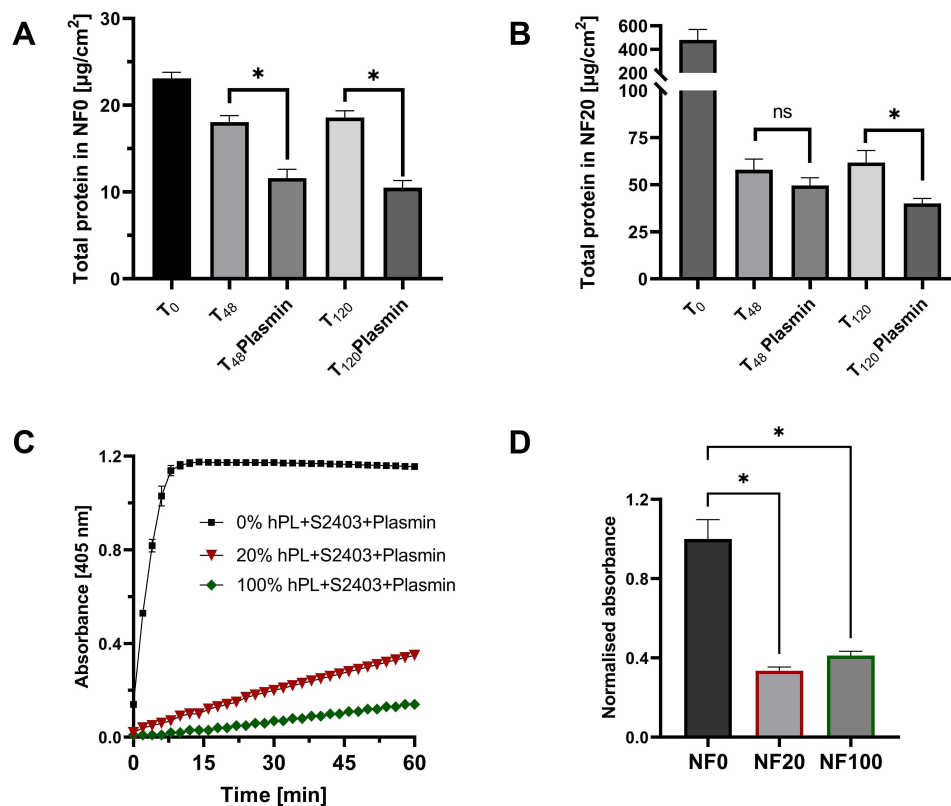 A
Total protein in NF0 [µg/cm²]
30
20
10
0
*
*
T₀
T₄₈
T₄₈Plasmin
T₁₂₀
T₁₂₀Plasmin
B
Total protein in NF20 [µg/cm²]
600
400
200
100
75
50
25
0
ns
*
T₀
T₄₈
T₄₈ Plasmin
T₁₂₀
T₁₂₀ Plasmin
C
Absorbance [405 nm]
1.2
0.8
0.4
0.0
0% hPL+S2403+Plasmin
20% hPL+S2403+Plasmin
100% hPL+S2403+Plasmin
0 15 30 45 60
Time [min]
D
Normalised absorbance
1.2
0.8
0.4
0.0
*
*
NF0 NF20 NF100